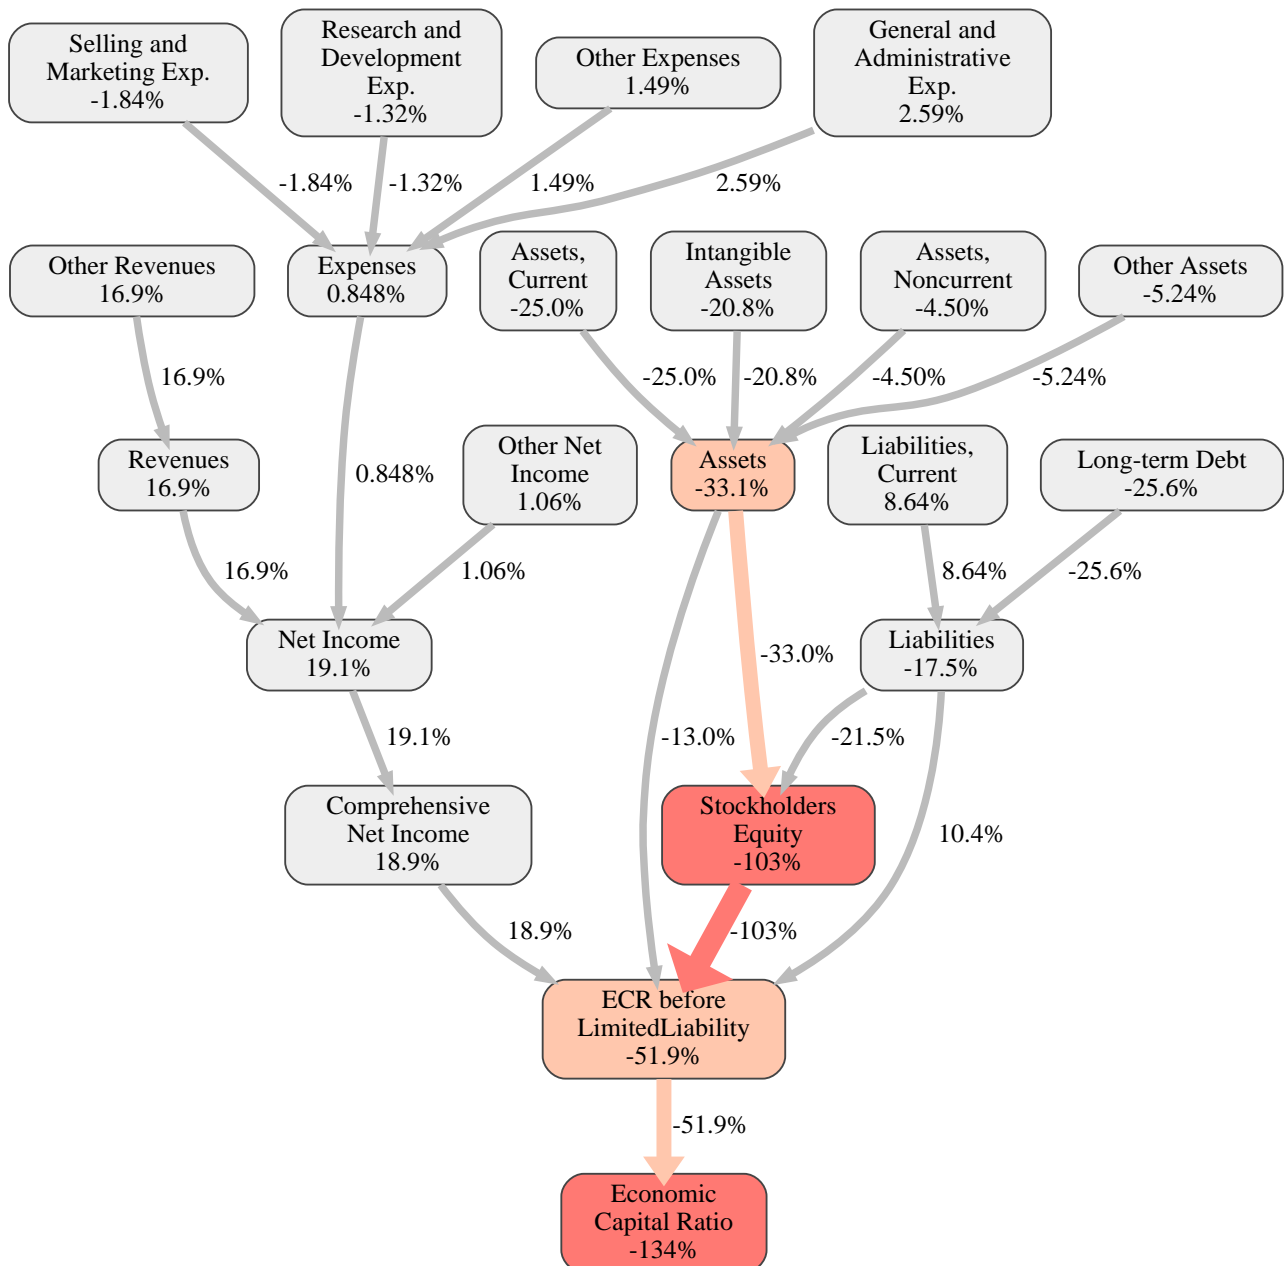 Selling and
Marketing Exp.
-1.84%
Research and
Development
Exp.
-1.32%
Other Expenses
1.49%
General and
Administrative
Exp.
2.59%
-1.84%
-1.32%
1.49%
2.59%
Other Revenues
16.9%
Expenses
0.848%
Assets,
Current
-25.0%
Intangible
Assets
-20.8%
Assets,
Noncurrent
-4.50%
Other Assets
-5.24%
16.9%
-25.0%
-20.8%
-4.50%
-5.24%
Revenues
16.9%
0.848%
Other Net
Income
1.06%
Assets
-33.1%
Liabilities,
Current
8.64%
Long-term Debt
-25.6%
16.9%
1.06%
8.64%
-25.6%
Net Income
19.1%
-33.0%
Liabilities
-17.5%
19.1%
-13.0%
-21.5%
Comprehensive
Net Income
18.9%
Stockholders
Equity
-103%
10.4%
18.9%
-103%
ECR before
LimitedLiability
-51.9%
-51.9%
Economic
Capital Ratio
-134%